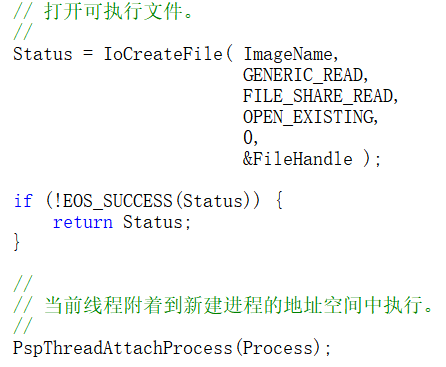 // 打开可执行文件。
//
Status = IoCreateFile( ImageName,
GENERIC_READ,
FILE_SHARE_READ,
OPEN_EXISTING,
0,
&FileHandle );
if (!EOS_SUCCESS(Status)) {
return Status;
}
//
// 当前线程附着到新建进程的地址空间中执行。
//
PspThreadAttachProcess(Process);